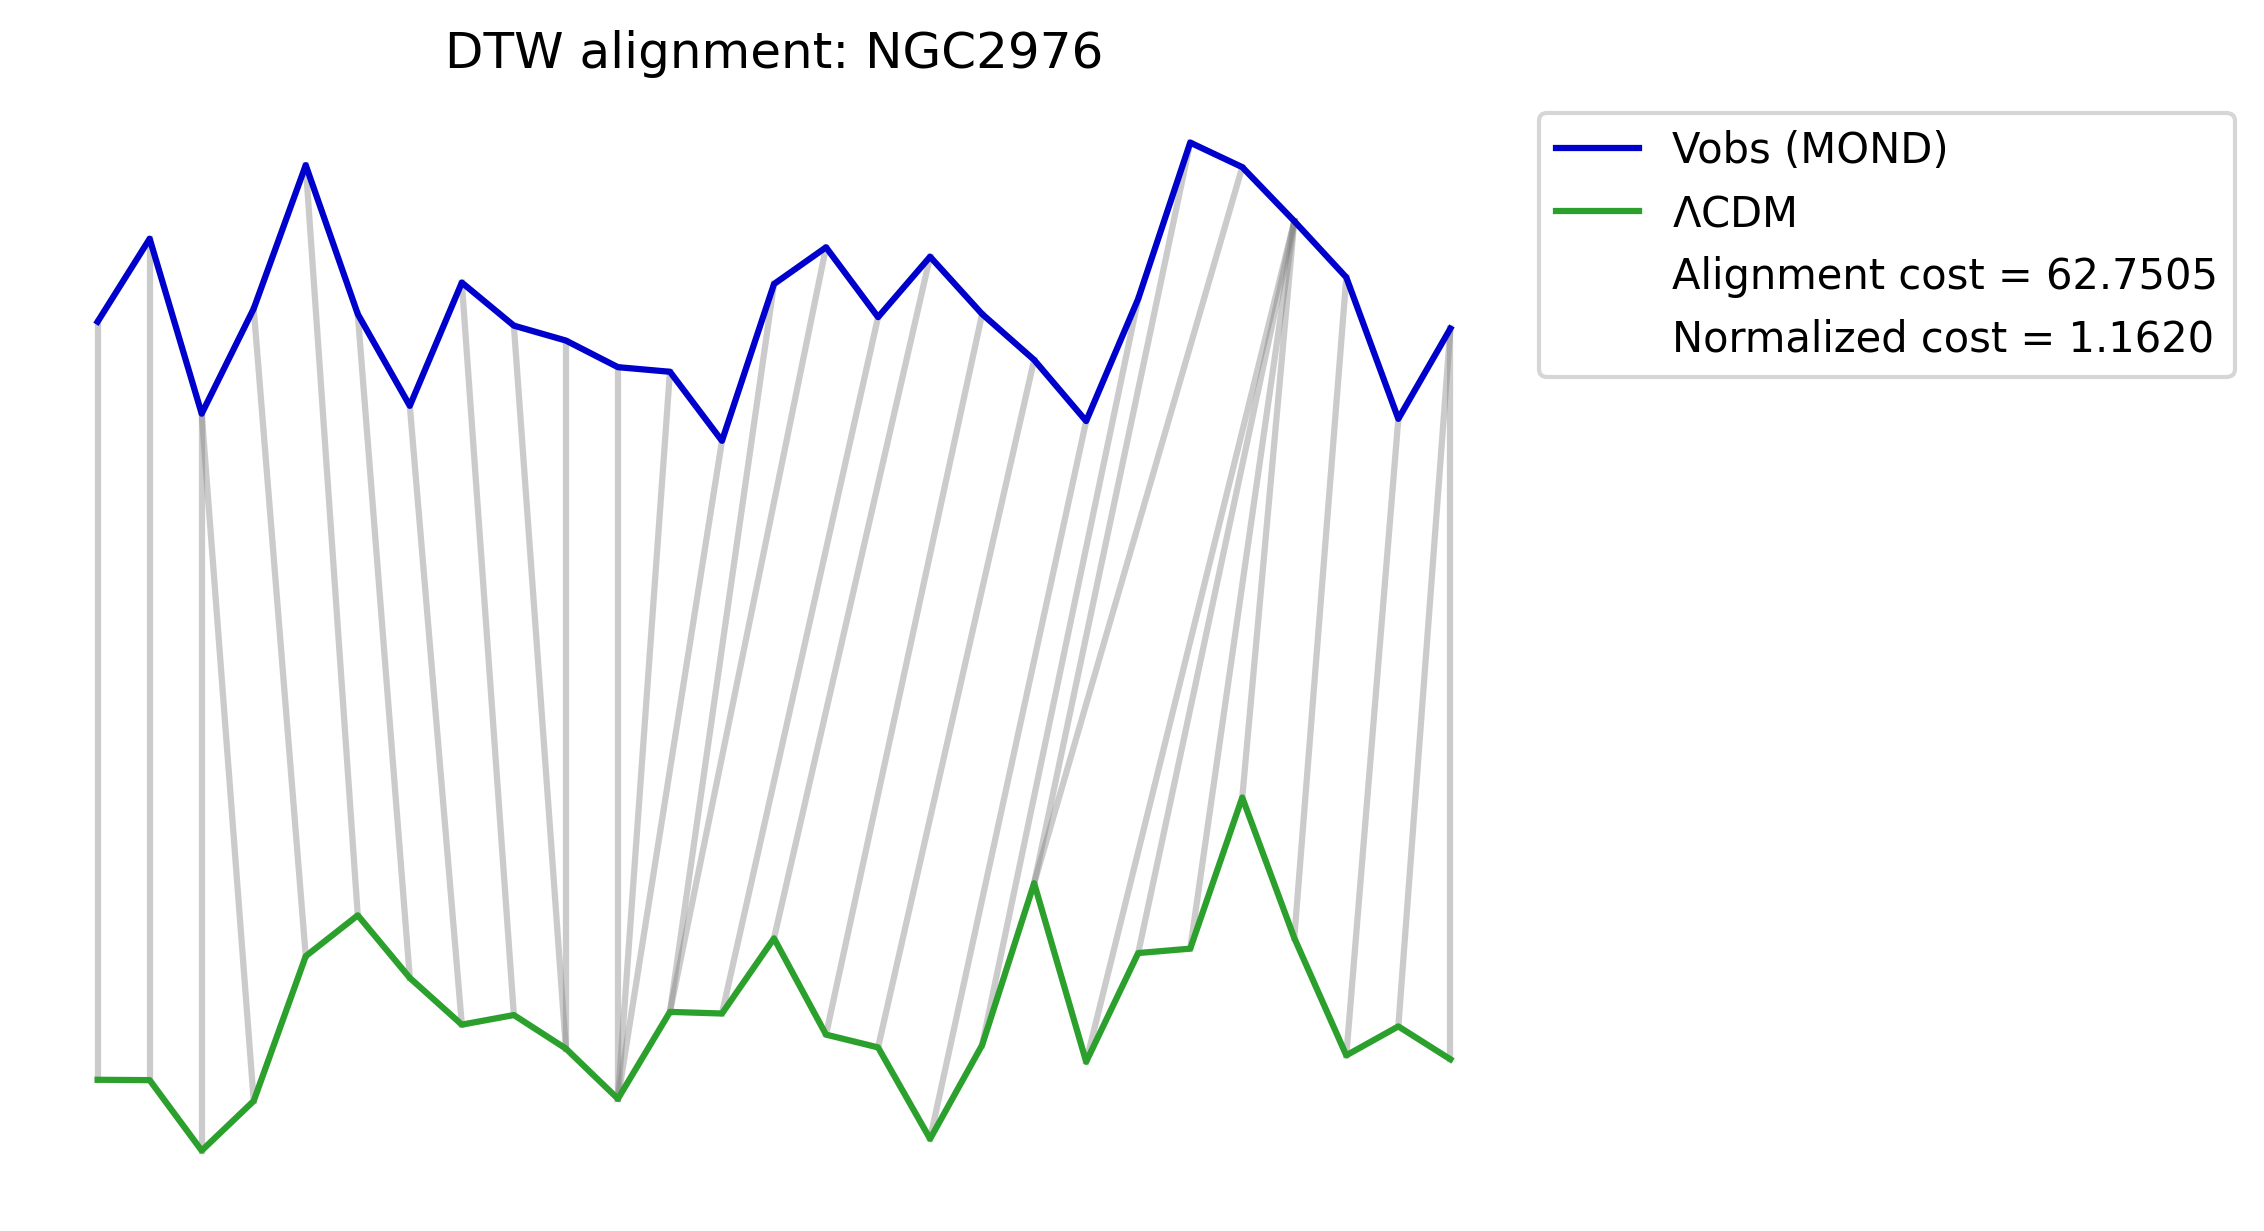 DTW alignment: NGC2976
Vobs (MOND)
ΛCDM
Alignment cost = 62.7505
Normalized cost = 1.1620